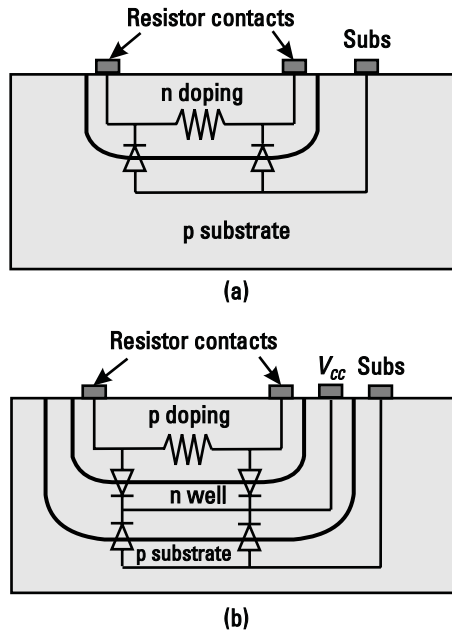 Resistor contacts
Subs
n doping
p substrate
(a)
Resistor contacts
Vcc Subs
p doping
n well
p substrate
(b)